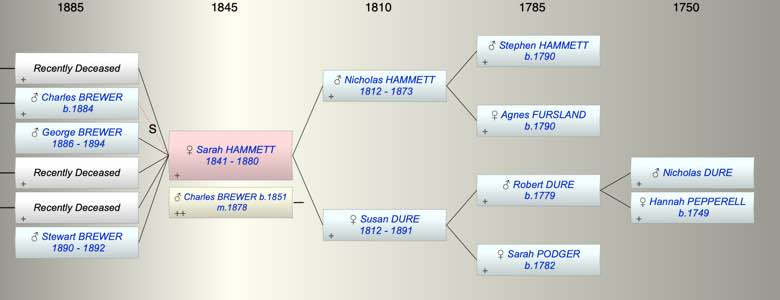 1885
1845
1810
1785
1750
Recently Deceased
+
♂ Charles BREWER
b.1884
+
♂ George BREWER
1886 - 1894
Recently Deceased
+
Recently Deceased
+
♂ Stewart BREWER
1890 - 1892
S
♀ Sarah HAMMETT
1841 - 1880
+
♂ Charles BREWER b.1851
m.1878
++
♂ Nicholas HAMMETT
1812 - 1873
+
♀ Susan DURE
1812 - 1891
+
♂ Stephen HAMMETT
b.1790
+
♀ Agnes FURSLAND
b.1790
+
♂ Robert DURE
b.1779
+
♀ Sarah PODGER
b.1782
+
♂ Nicholas DURE
+
♀ Hannah PEPPERELL
b.1749
+